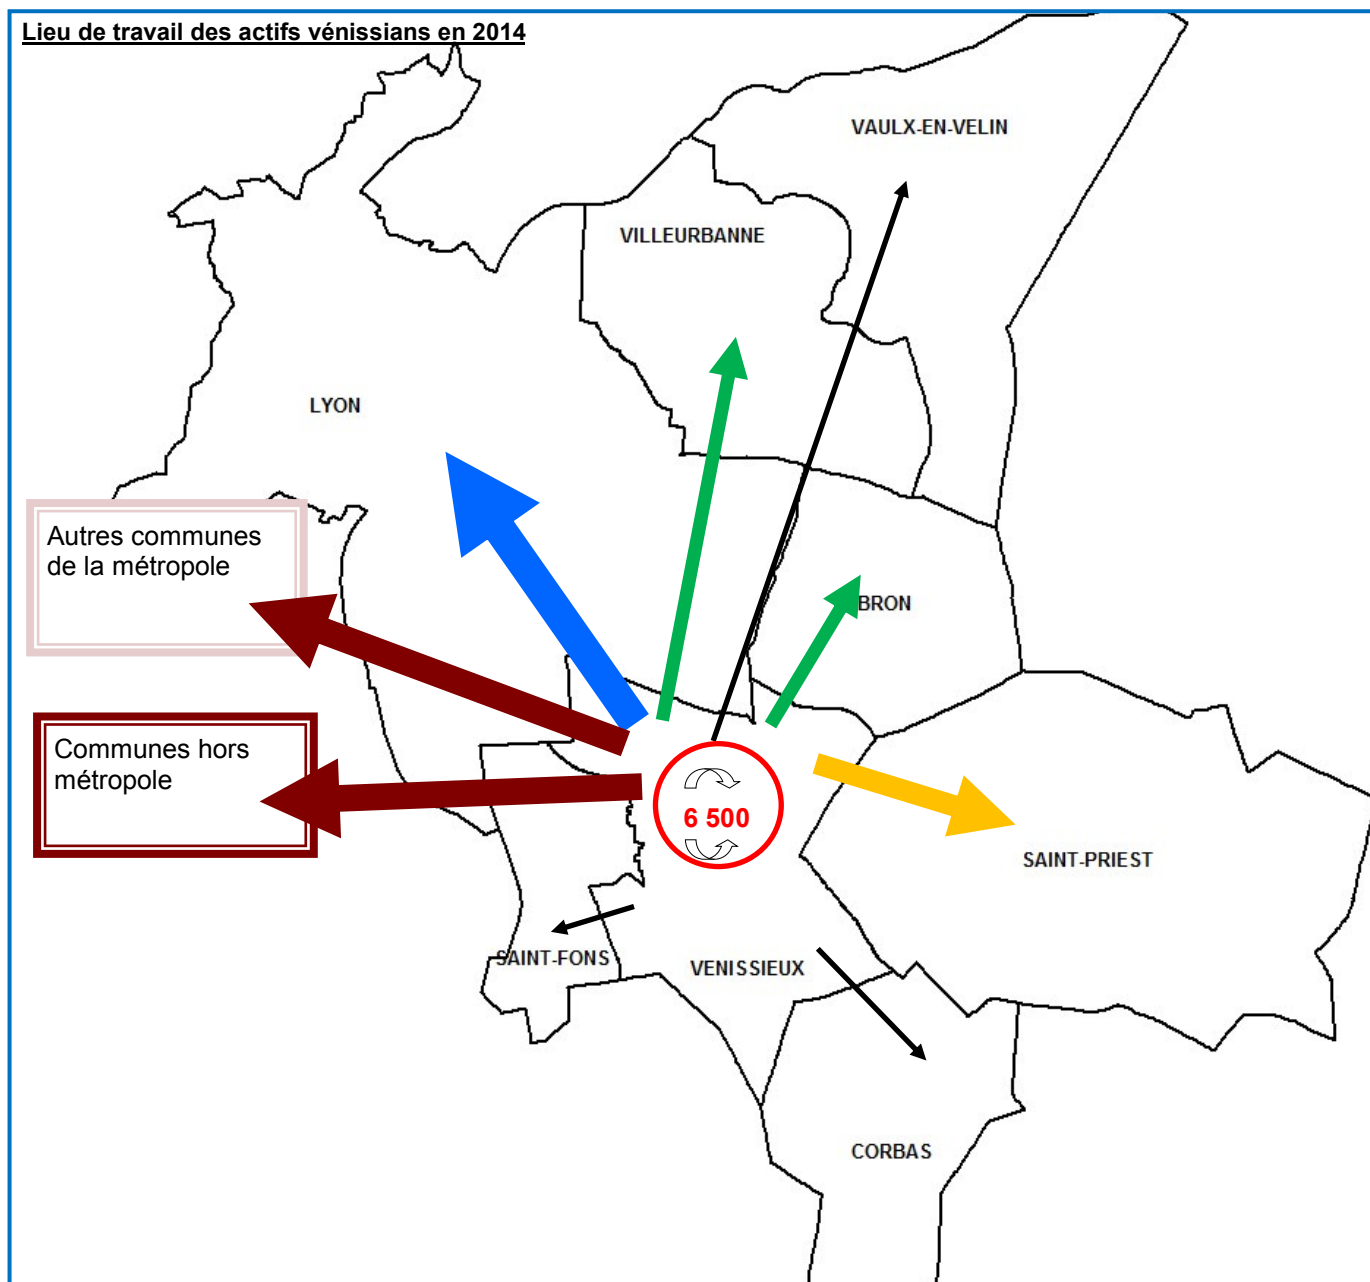 Lieu de travail des actifs vénissians en 2014
VAULX-EN-VELIN
VILLEURBANNE
LYON
Autres communes
de la métropole
BRON
Communes hors
métropole
6 500
SAINT-PRIEST
SAINT-FONS
VENISSIEUX
CORBAS